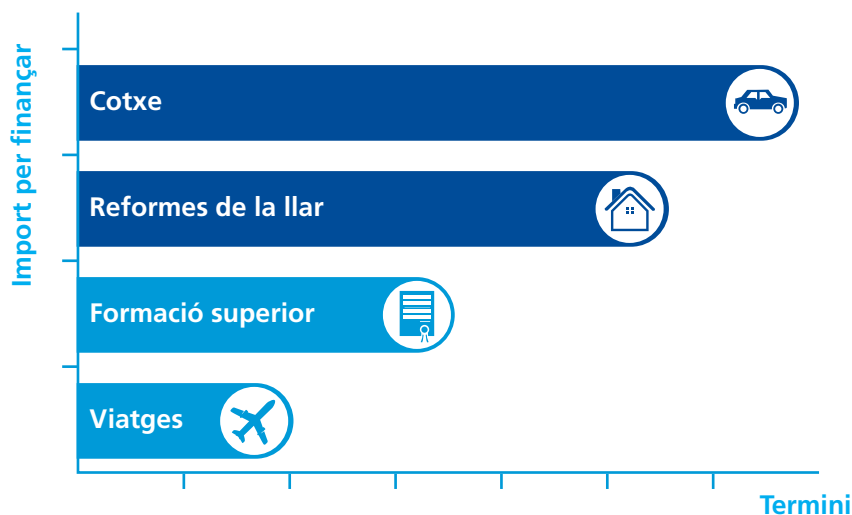 Import per finançar
Cotxe
Reformes de la llar
Formació superior
Viatges
Termini